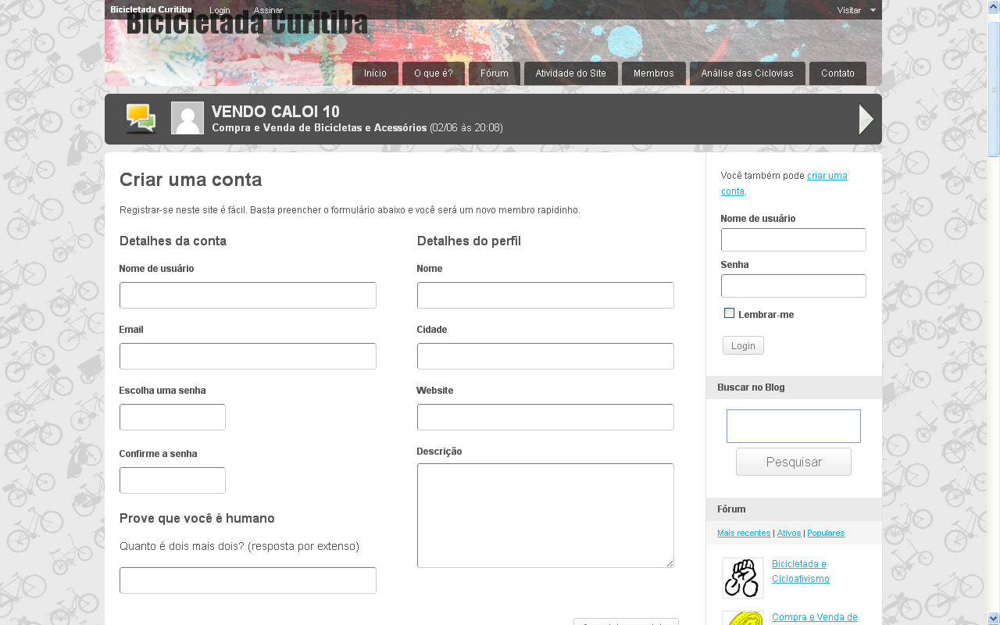 Bicicletada Curitiba Login Assinar Visitar
Bicicletada Curitiba
Início O que é? Fórum Atividade do Site Membros Análise das Ciclovias Contato
VENDO CALOI 10
Compra e Venda de Bicicletas e Acessórios (02/06 às 20:08)
Criar uma conta
Registrar-se neste site é fácil. Basta preencher o formulário abaixo e você será um novo membro rapidinho.
Detalhes da conta
Nome de usuário
Email
Escolha uma senha
Confirme a senha
Prove que você é humano
Quanto é dois mais dois? (resposta por extenso)
Detalhes do perfil
Nome
Cidade
Website
Descrição
Você também pode criar uma
conta.
Nome de usuário
Senha
Lembrar-me
Login
Buscar no Blog
Pesquisar
Fórum
Mais recentes | Ativos | Populares
Bicicletada e
Cicloativismo
Compra e Venda de